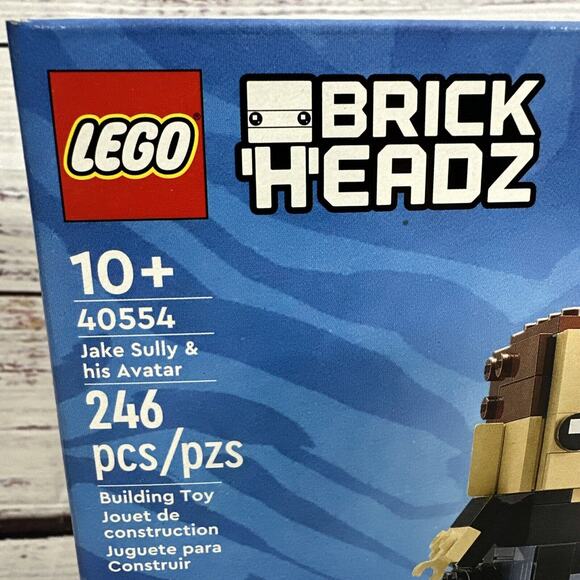 LEGO
BRICK
'H'EADZ
10+
40554
Jake Sully &
his Avatar
246
pcs/pzs
Building Toy
Jouet de
construction
Juguete para
Construir